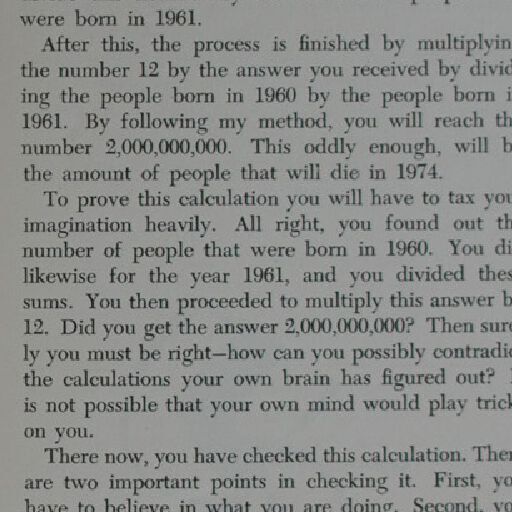 were born in 1961.
After this, the process is finished by multiplyin
the number 12 by the answer you received by divid
ing the people born in 1960 by the people born i
1961. By following my method, you will reach th
number 2,000,000,000. This oddly enough, will b
the amount of people that will die in 1974.
To prove this calculation you will have to tax you
imagination heavily. All right, you found out th
number of people that were born in 1960. You di
likewise for the year 1961, and you divided thes
sums. You then proceeded to multiply this answer b
12. Did you get the answer 2,000,000,000? Then sure
ly you must be right—how can you possibly contradic
the calculations your own brain has figured out?
is not possible that your own mind would play trick
on you.
There now, you have checked this calculation. Ther
are two important points in checking it. First, yo
have to believe in what you are doing. Second, yo